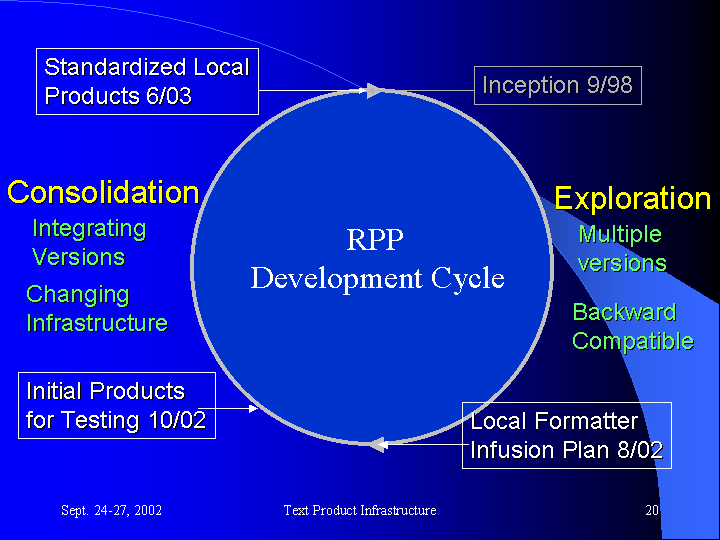 Standardized Local
Products 6/03
Inception 9/98
Consolidation
Integrating
Versions
Changing
Infrastructure
RPP
Development Cycle
Exploration
Multiple
versions
Backward
Compatible
Initial Products
for Testing 10/02
Local Formatter
Infusion Plan 8/02
Sept. 24-27, 2002
Text Product Infrastructure
20